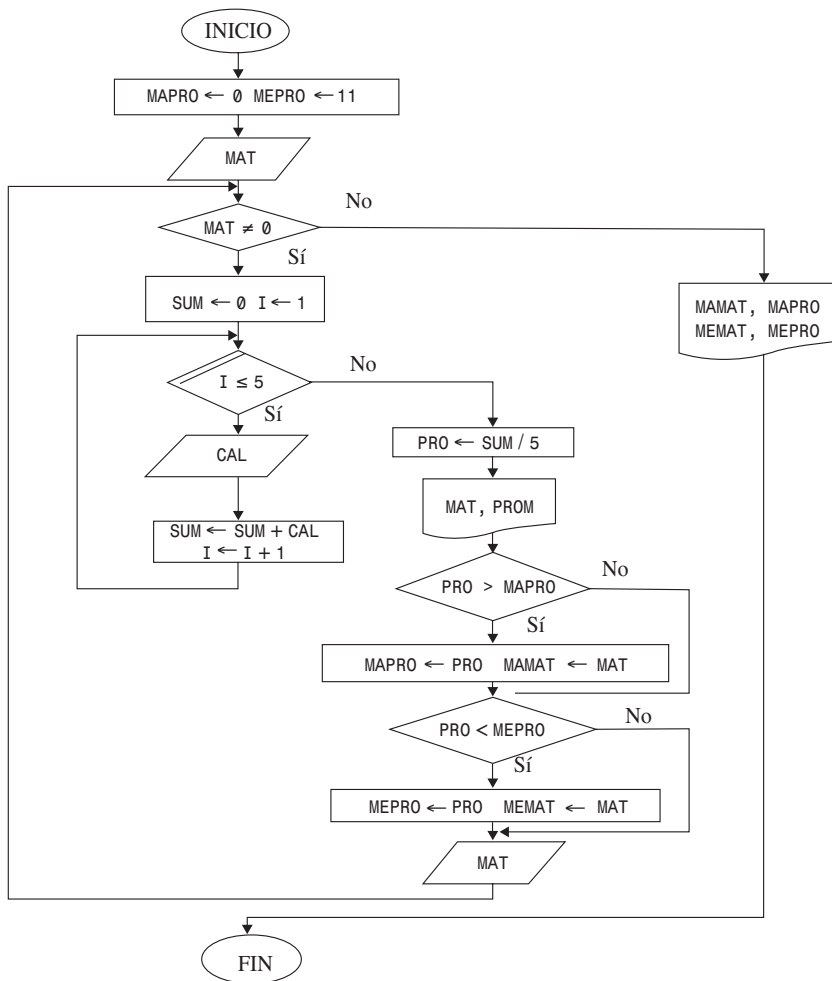 INICIO
MAPRO ← 0 MEPRO ← 11
MAT
MAT ≠ 0
No
Sí
SUM ← 0 I ← 1
MAMAT, MAPRO
MEMAT, MEPRO
I ≤ 5
No
Sí
CAL
SUM ← SUM + CAL
I ← I + 1
PRO ← SUM / 5
MAT, PROM
PRO > MAPRO
No
Sí
MAPRO ← PRO MAMAT ← MAT
PRO < MEPRO
No
Sí
MEPRO ← PRO MEMAT ← MAT
MAT
FIN